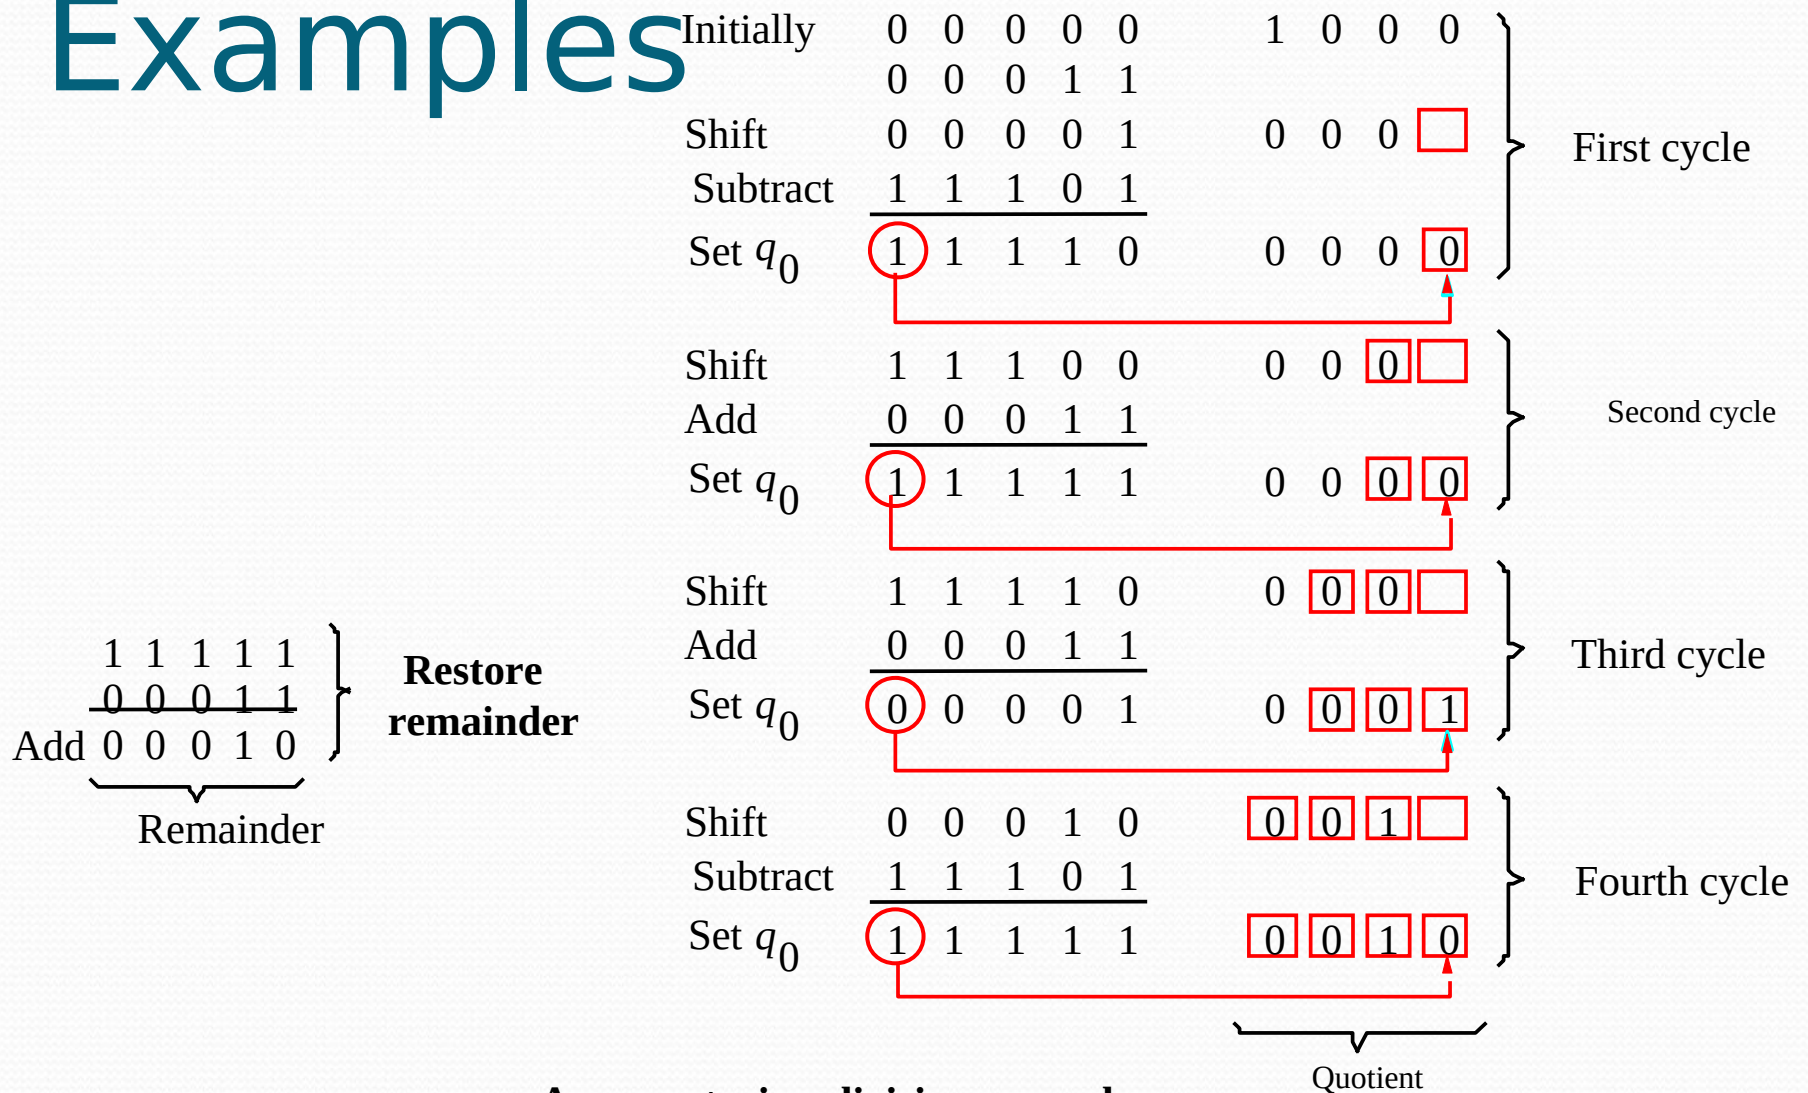 Examples
Initially 0 0 0 0 0 1 0 0 0
0 0 0 1 1
Shift 0 0 0 0 1 0 0 0
Subtract 1 1 1 0 1
Set q0 1 1 1 1 0 0 0 0 0
First cycle
Shift 1 1 1 0 0 0 0 0
Add 0 0 0 1 1
Set q0 1 1 1 1 1 0 0 0 0
Second cycle
Shift 1 1 1 1 0 0 0 0
Add 0 0 0 1 1
Set q0 0 0 0 0 1 0 0 0 1
Third cycle
Shift 0 0 0 1 0 0 0 1
Subtract 1 1 1 0 1
Set q0 1 1 1 1 1 0 0 1 0
Fourth cycle
Quotient
1 1 1 1 1
0 0 0 1 1
Add 0 0 0 1 0
Restore
remainder
Remainder